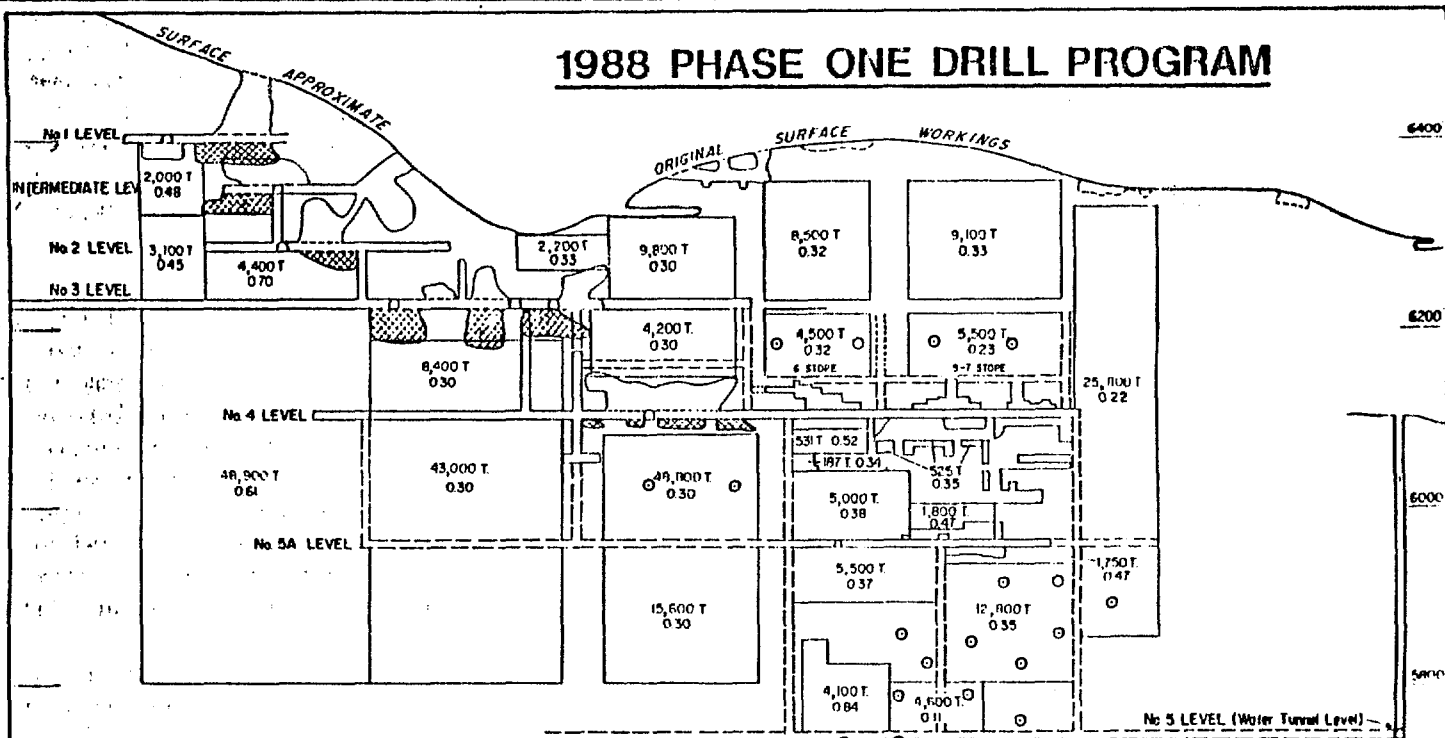 1988 PHASE ONE DRILL PROGRAM
SURFACE APPROXIMATE
ORIGINAL SURFACE WORKINGS
6400
No 1 LEVEL
2,000 T
0.48
No 2 LEVEL
3,100 T
0.45
4,400 T
0.70
2,200 T
0.33
9,800 T
0.30
8,500 T
0.32
9,100 T
0.33
No 3 LEVEL
6200
4,200 T.
0.30
4,500 T
0.32
6 STOPE
5,500 T
0.23
9-7 STOPE
8,400 T
0.30
0.22
No 4 LEVEL
531 T 0.52
187 T. 0.34
525 T
0.35
48,900 T
0.61
43,000 T.
0.30
48,800 T.
0.30
5,000 T.
0.38
1,800 T.
0.47
6000
No. 5A LEVEL
5,500 T
0.37
1,750 T.
0.47
15,600 T
0.30
12,800 T
0.35
5800
4,100 T.
0.84
4,600 T.
0.11
No 5 LEVEL (Water Tunnel Level)